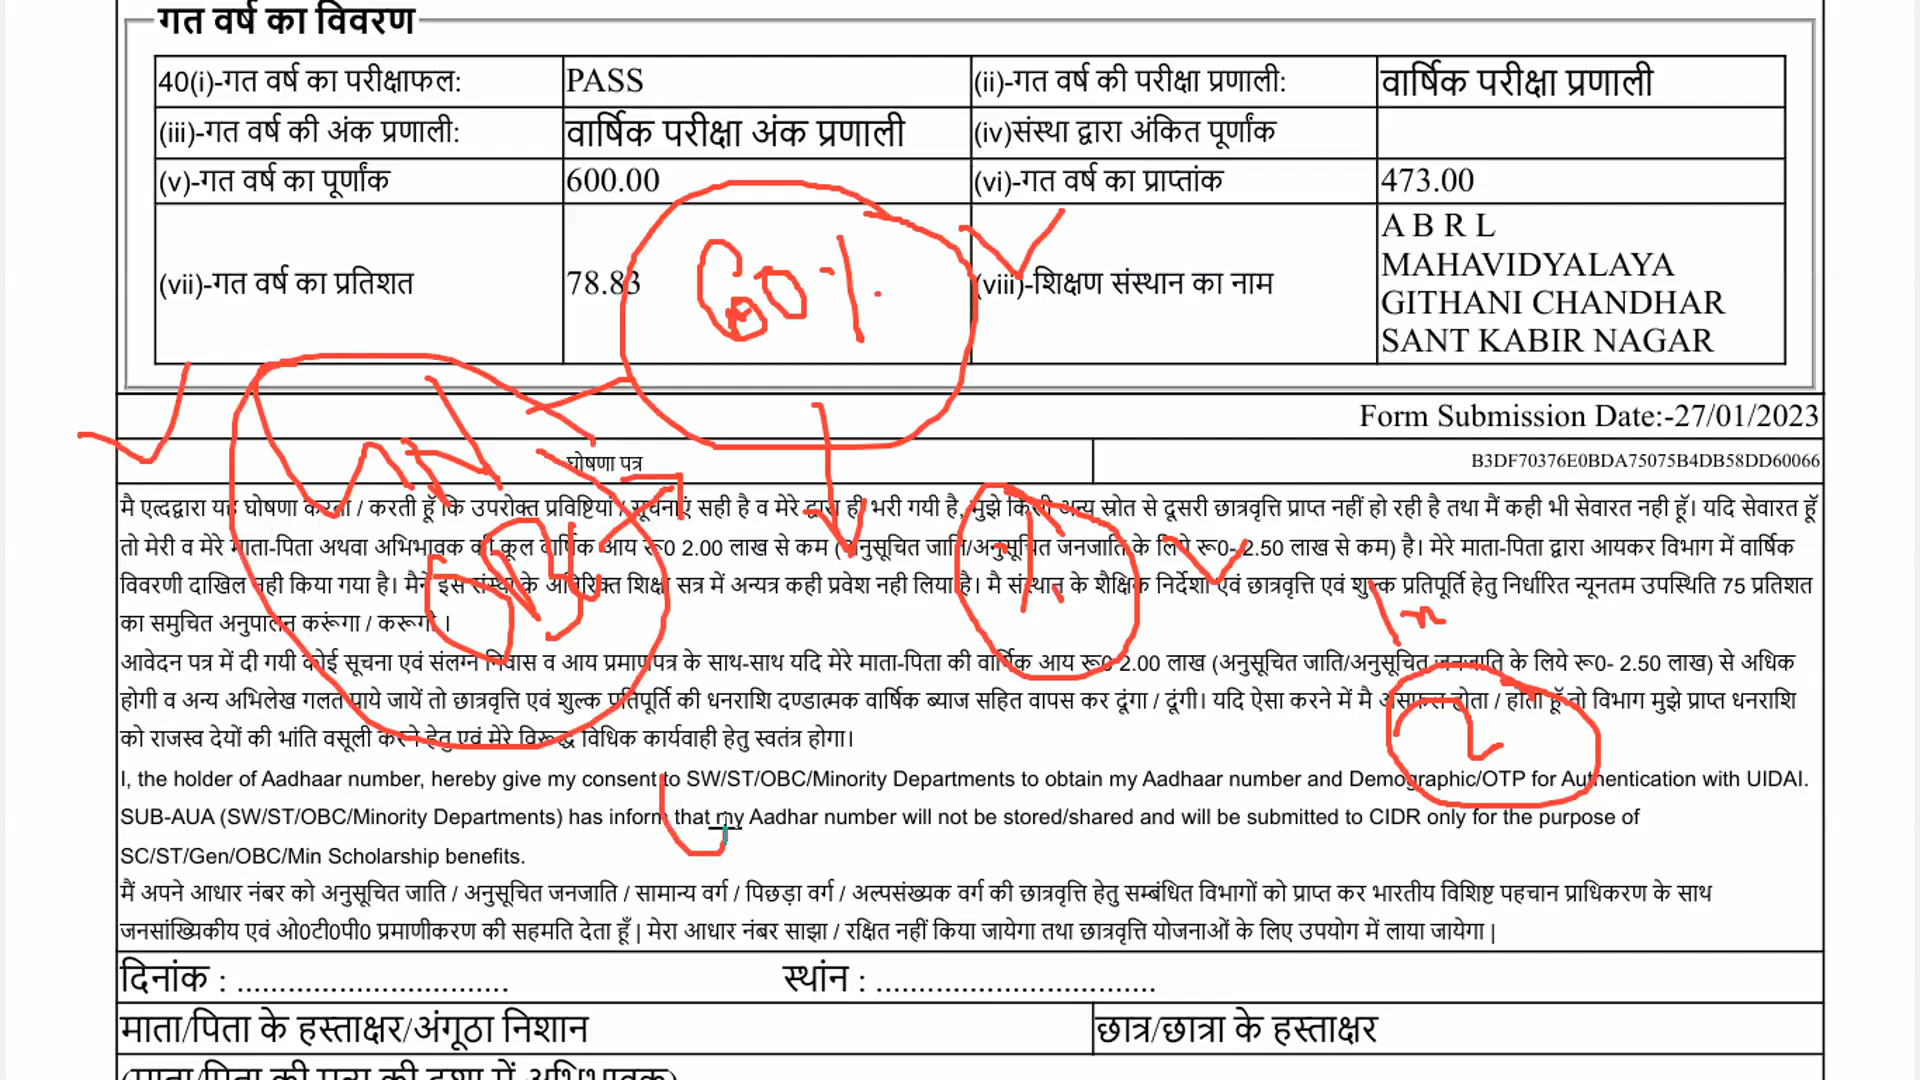 गत वर्ष का विवरण
40(i)-गत वर्ष का परीक्षाफल: PASS (ii)-गत वर्ष की परीक्षा प्रणाली: वार्षिक परीक्षा प्रणाली
(iii)-गत वर्ष की अंक प्रणाली: वार्षिक परीक्षा अंक प्रणाली (iv)संस्था द्वारा अंकित पूर्णांक
(v)-गत वर्ष का पूर्णांक 600.00 (vi)-गत वर्ष का प्राप्तांक 473.00
(vii)-गत वर्ष का प्रतिशत 78.83 (viii)-शिक्षण संस्थान का नाम
A B R L
MAHAVIDYALAYA
GITHANI CHANDHAR
SANT KABIR NAGAR
60%
Form Submission Date:-27/01/2023
घोषणा पत्र B3DF70376E0BDA75075B4DB58DD60066
मै एत्दद्वारा यह घोषणा करता / करती हूँ कि उपरोक्त प्रविष्टियां / सूचनाएं सही है व मेरे द्वारा ही भरी गयी है, मुझे किसी अन्य स्रोत से दूसरी छात्रवृत्ति प्राप्त नहीं हो रही है तथा मैं कही भी सेवारत नही हूँ। यदि सेवारत हूँ
तो मेरी व मेरे माता-पिता अथवा अभिभावक की कूल वार्षिक आय रू0 2.00 लाख से कम (अनुसूचित जाति/अनुसूचित जनजाति के लिये रू0- 2.50 लाख से कम) है। मेरे माता-पिता द्वारा आयकर विभाग में वार्षिक
विवरणी दाखिल नही किया गया है। मैने इस संस्था के अतिरिक्त शिक्षा सत्र में अन्यत्र कही प्रवेश नही लिया है। मै संस्थान के शैक्षिक निर्देशो एवं छात्रवृत्ति एवं शुल्क प्रतिपूर्ति हेतु निर्धारित न्यूनतम उपस्थिति 75 प्रतिशत
का समुचित अनुपालन करूंगा / करूगी ।
आवेदन पत्र में दी गयी कोई सूचना एवं संलग्न निवास व आय प्रमाणपत्र के साथ-साथ यदि मेरे माता-पिता की वार्षिक आय रू0 2.00 लाख (अनुसूचित जाति/अनुसूचित जनजाति के लिये रू0- 2.50 लाख) से अधिक
होगी व अन्य अभिलेख गलत पाये जायें तो छात्रवृत्ति एवं शुल्क प्रतिपूर्ति की धनराशि दण्डात्मक वार्षिक ब्याज सहित वापस कर दूंगा / दूंगी। यदि ऐसा करने में मै असफल होता / होती हूँ तो विभाग मुझे प्राप्त धनराशि
को राजस्व देयों की भांति वसूली करने हेतु एवं मेरे विरूद्ध विधिक कार्यवाही हेतु स्वतंत्र होगा।
I, the holder of Aadhaar number, hereby give my consent to SW/ST/OBC/Minority Departments to obtain my Aadhaar number and Demographic/OTP for Authentication with UIDAI.
SUB-AUA (SW/ST/OBC/Minority Departments) has inform that my Aadhar number will not be stored/shared and will be submitted to CIDR only for the purpose of
SC/ST/Gen/OBC/Min Scholarship benefits.
मैं अपने आधार नंबर को अनुसूचित जाति / अनुसूचित जनजाति / सामान्य वर्ग / पिछड़ा वर्ग / अल्पसंख्यक वर्ग की छात्रवृत्ति हेतु सम्बंधित विभागों को प्राप्त कर भारतीय विशिष्ट पहचान प्राधिकरण के साथ
जनसांख्यिकीय एवं ओ0टी0पी0 प्रमाणीकरण की सहमति देता हूँ | मेरा आधार नंबर साझा / रक्षित नहीं किया जायेगा तथा छात्रवृत्ति योजनाओं के लिए उपयोग में लाया जायेगा |
2
दिनांक : ................................ स्थांन : .................................
माता/पिता के हस्ताक्षर/अंगूठा निशान छात्र/छात्रा के हस्ताक्षर